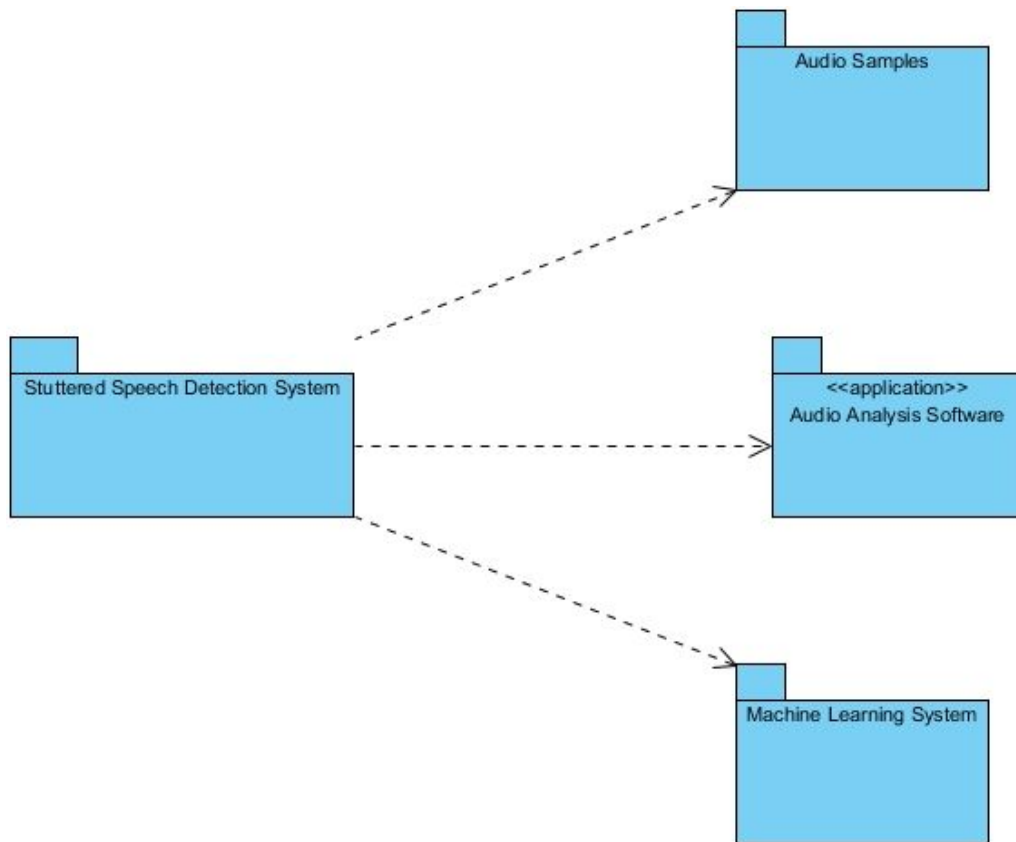 Audio Samples
Stuttered Speech Detection System
<<application>>
Audio Analysis Software
Machine Learning System